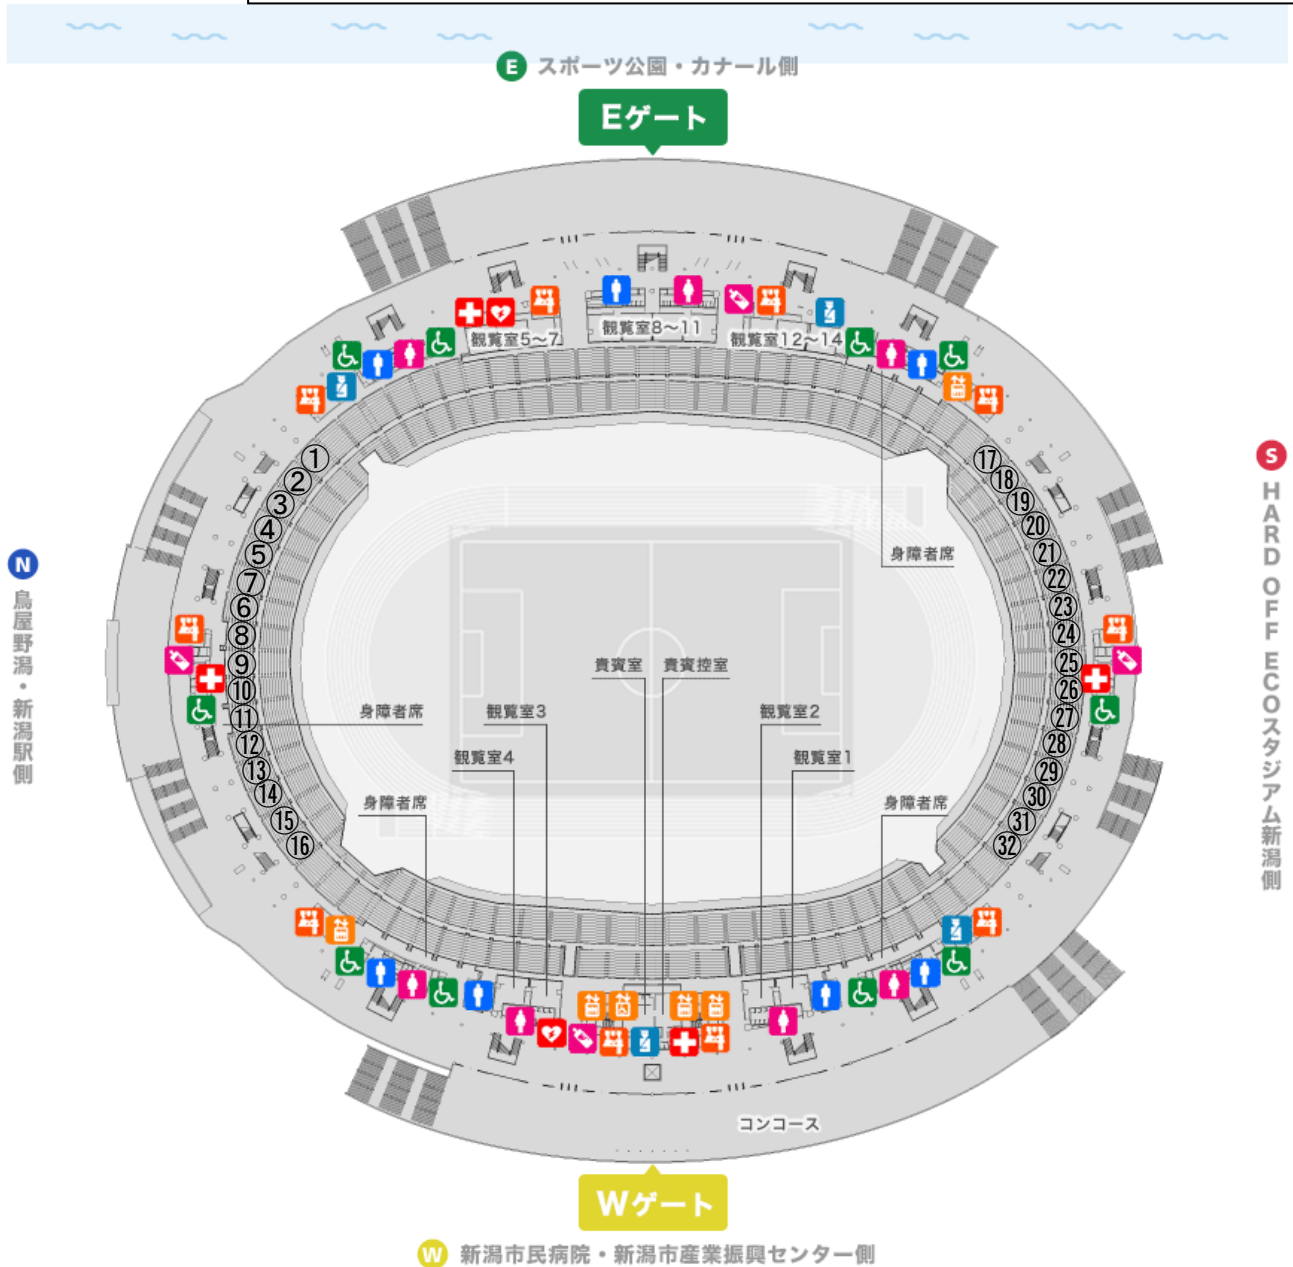 E スポーツ公園・カナール側
Eゲート
観覧室5〜7
観覧室8〜11
観覧室12〜14
①
②
③
④
⑤
⑦
⑥
⑧
⑨
⑩
⑪
⑫
⑬
⑭
⑮
⑯
⑰
⑱
⑲
⑳
㉑
㉒
㉓
㉔
㉕
㉖
㉗
㉘
㉙
㉚
㉛
㉜
N
鳥屋野潟・新潟駅側
S
HARD OFF ECOスタジアム新潟側
身障者席
貴賓室
貴賓控室
身障者席
観覧室3
観覧室2
観覧室4
観覧室1
身障者席
身障者席
コンコース
Wゲート
W 新潟市民病院・新潟市産業振興センター側